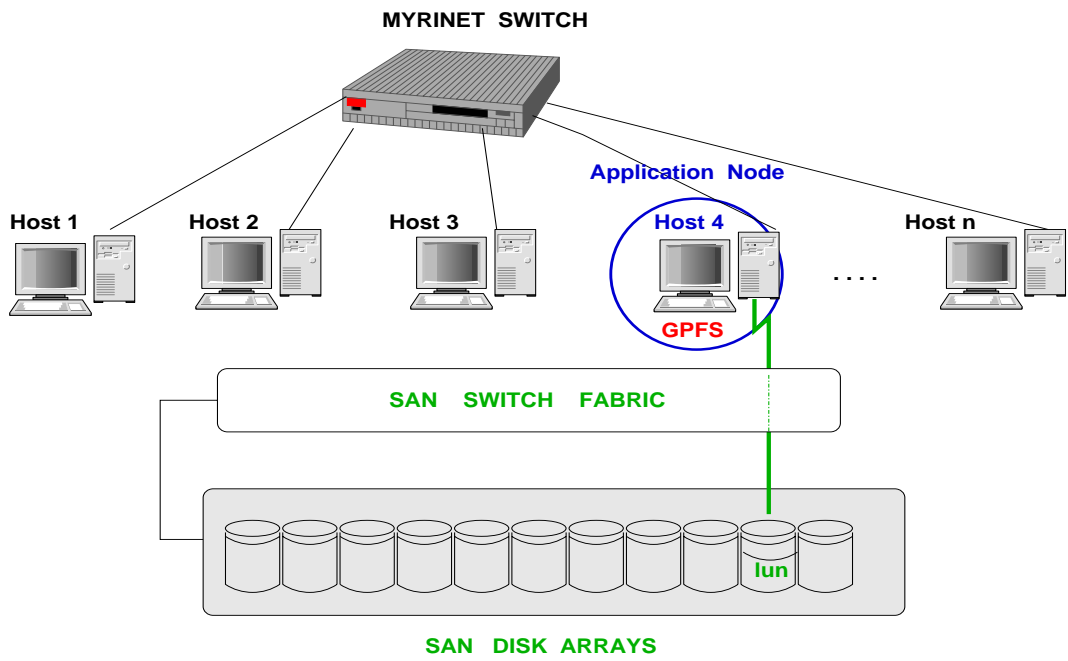 MYRINET SWITCH
Application Node
Host 1
Host 2
Host 3
Host 4
Host n
. . . .
GPFS
SAN SWITCH FABRIC
lun
SAN DISK ARRAYS